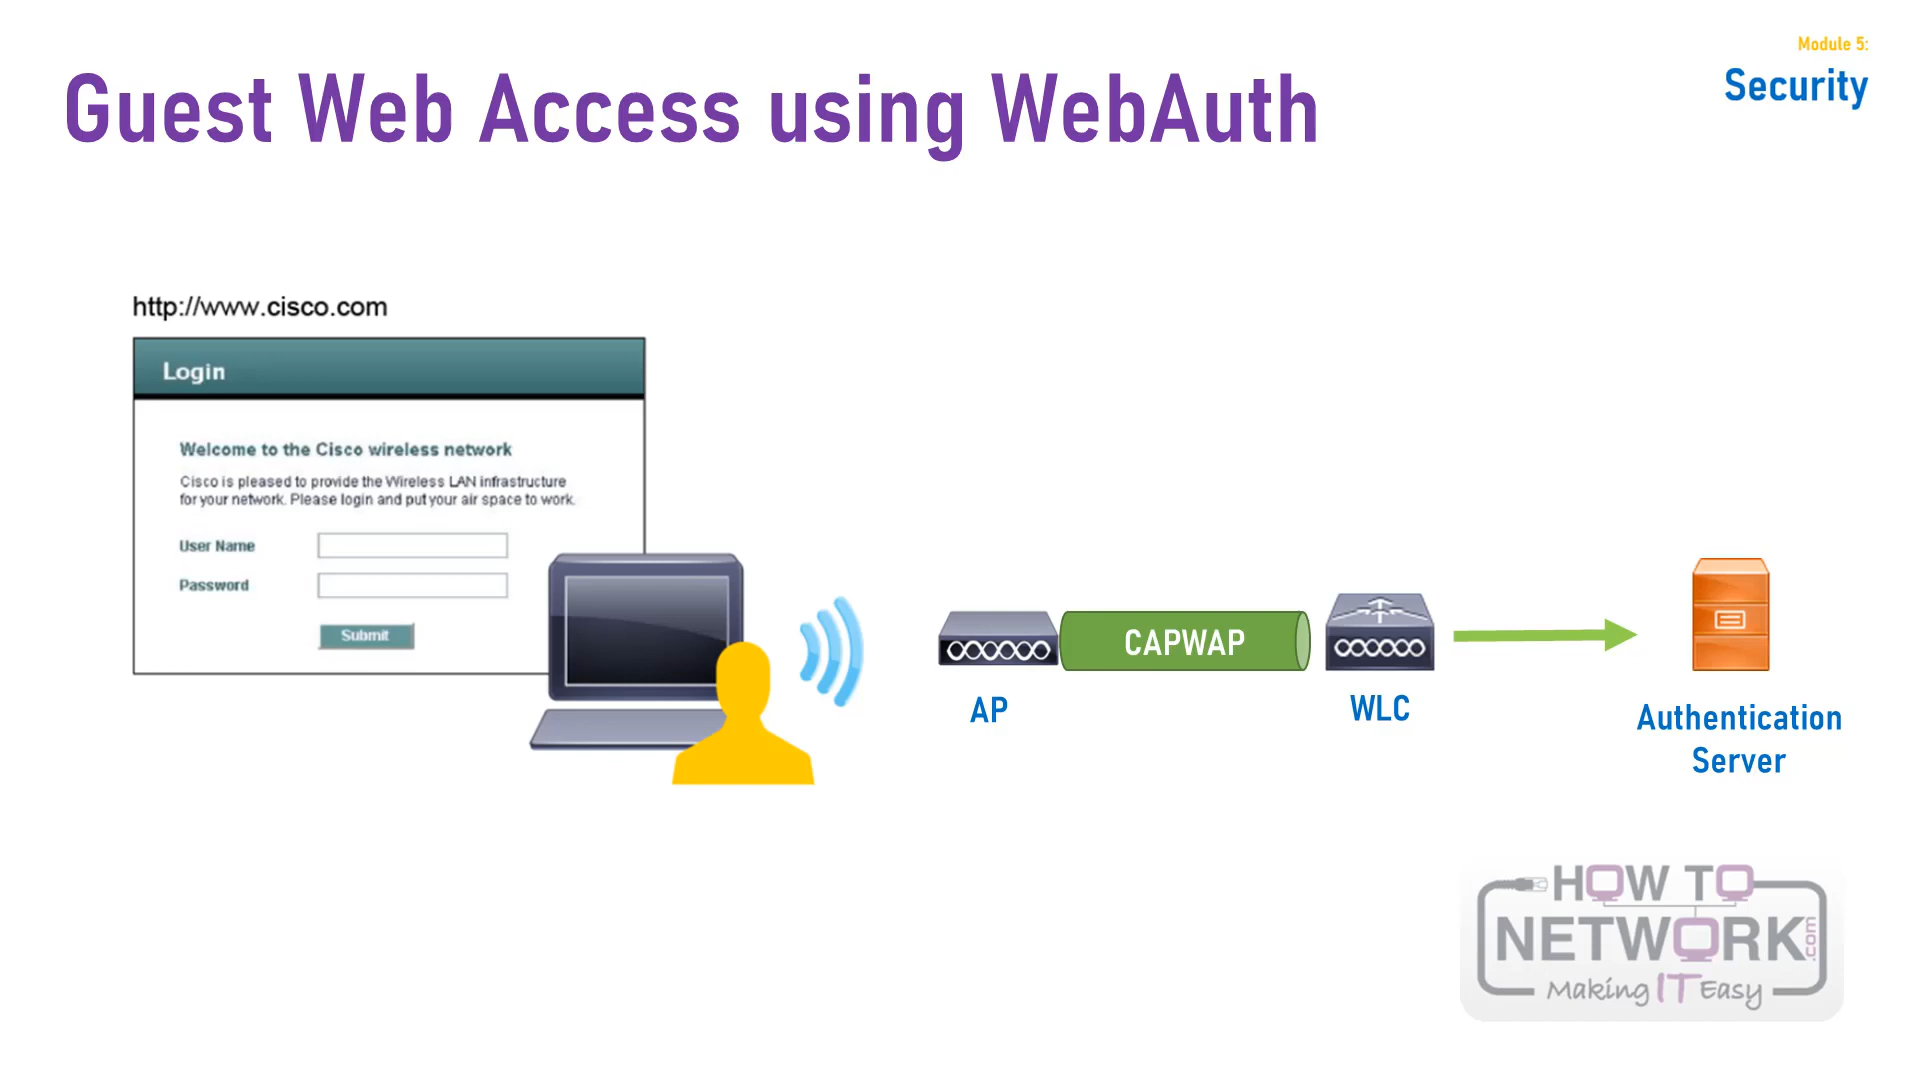 Module 5:
Security
Guest Web Access using WebAuth
http://www.cisco.com
Login
Welcome to the Cisco wireless network
Cisco is pleased to provide the Wireless LAN infrastructure
for your network. Please login and put your air space to work.
User Name
Password
Submit
CAPWAP
AP
WLC
Authentication
Server
HOW TO
NETWORK.com
Making IT Easy